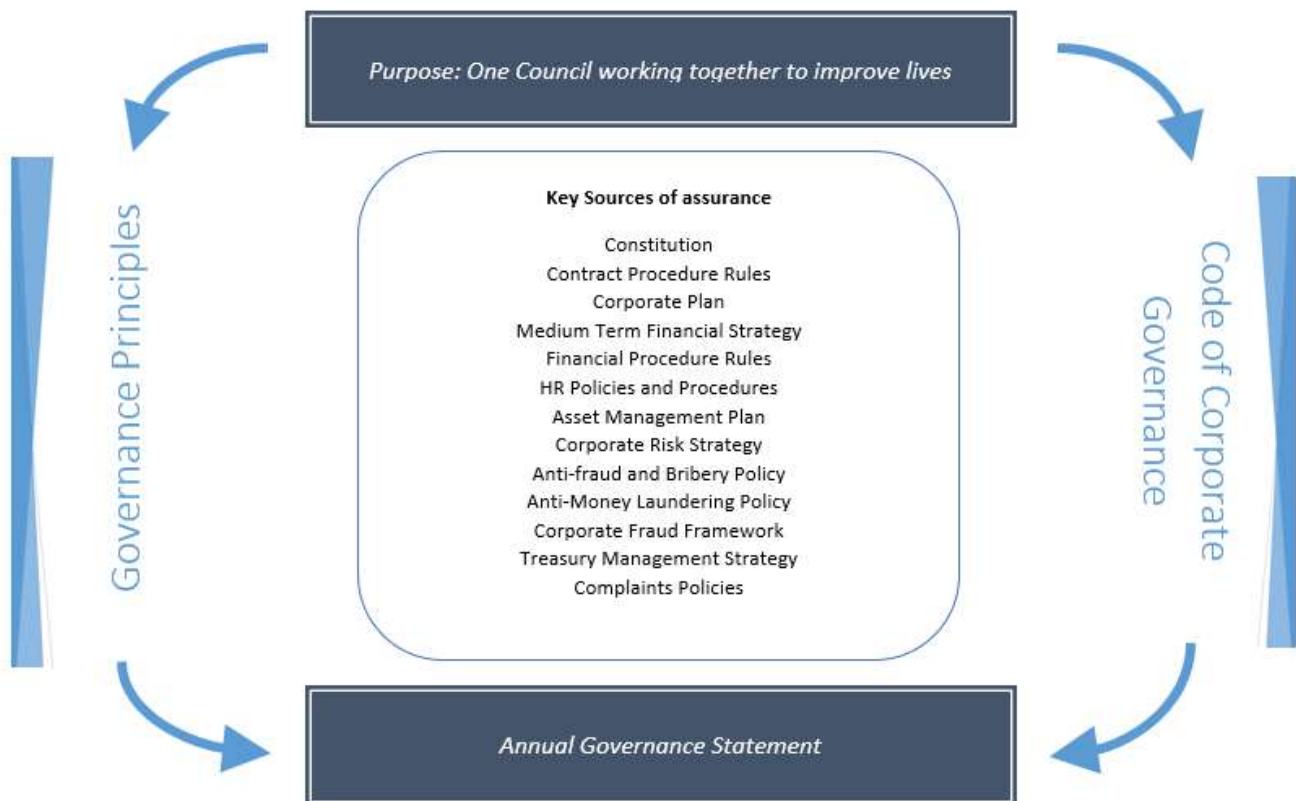 Purpose: One Council working together to improve lives
Governance Principles
Key Sources of assurance
Constitution
Contract Procedure Rules
Corporate Plan
Medium Term Financial Strategy
Financial Procedure Rules
HR Policies and Procedures
Asset Management Plan
Corporate Risk Strategy
Anti-fraud and Bribery Policy
Anti-Money Laundering Policy
Corporate Fraud Framework
Treasury Management Strategy
Complaints Policies
Code of Corporate
Governance
Annual Governance Statement